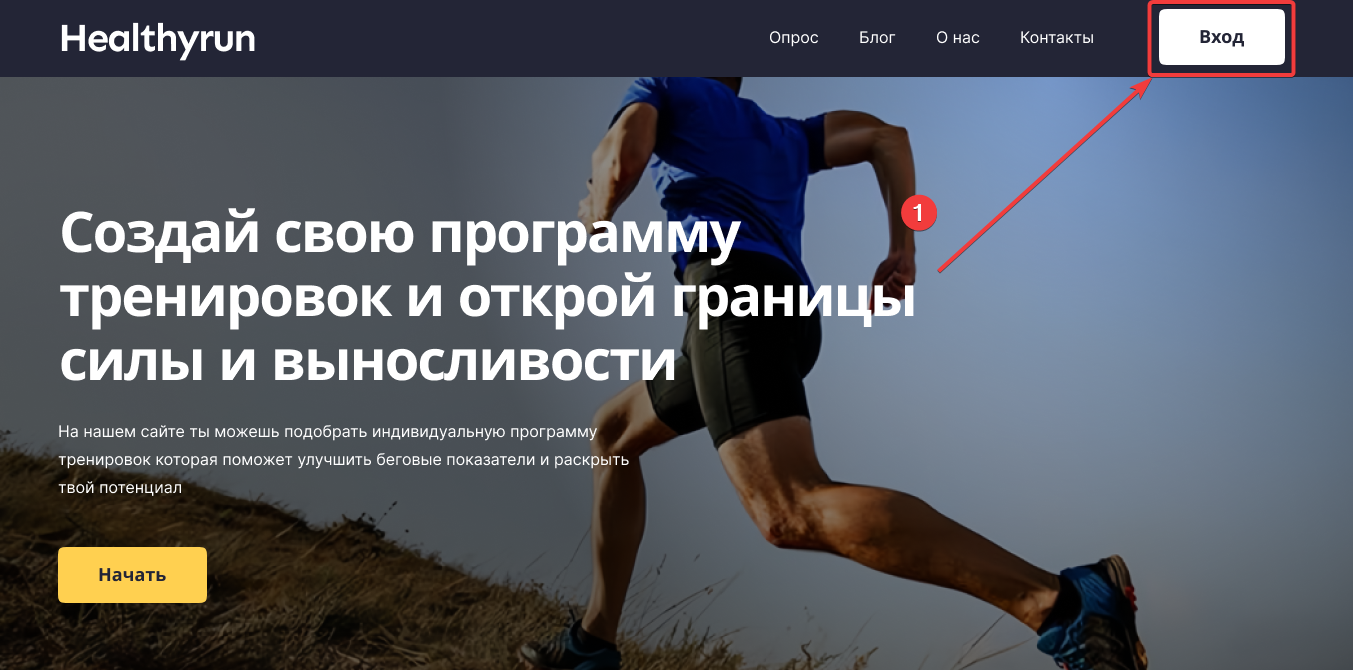 Healthyrun
Опрос Блог О нас Контакты Вход
1
Создай свою программу
тренировок и открой границы
силы и выносливости
На нашем сайте ты можешь подобрать индивидуальную программу
тренировок которая поможет улучшить беговые показатели и раскрыть
твой потенциал
Начать